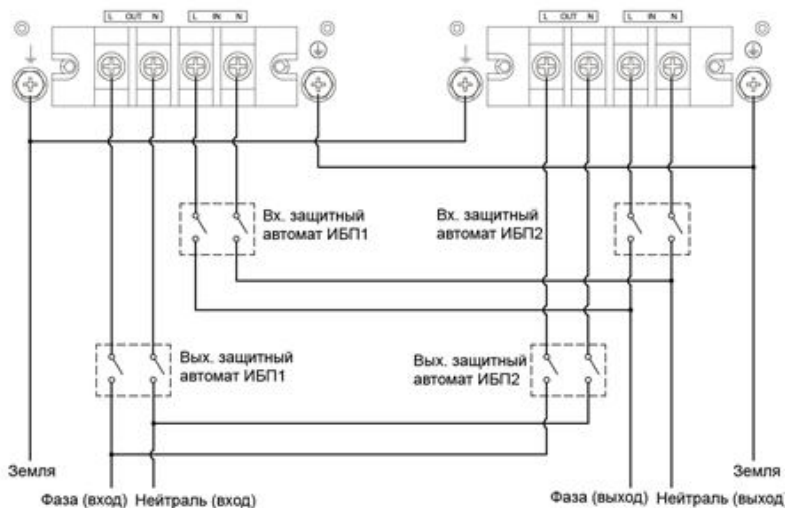 L OUT N L IN N L OUT N L IN N
Вх. защитный
автомат ИБП1
Вх. защитный
автомат ИБП2
Вых. защитный
автомат ИБП1
Вых. защитный
автомат ИБП2
Земля
Фаза (вход) Нейтраль (вход)
Земля
Фаза (выход) Нейтраль (выход)